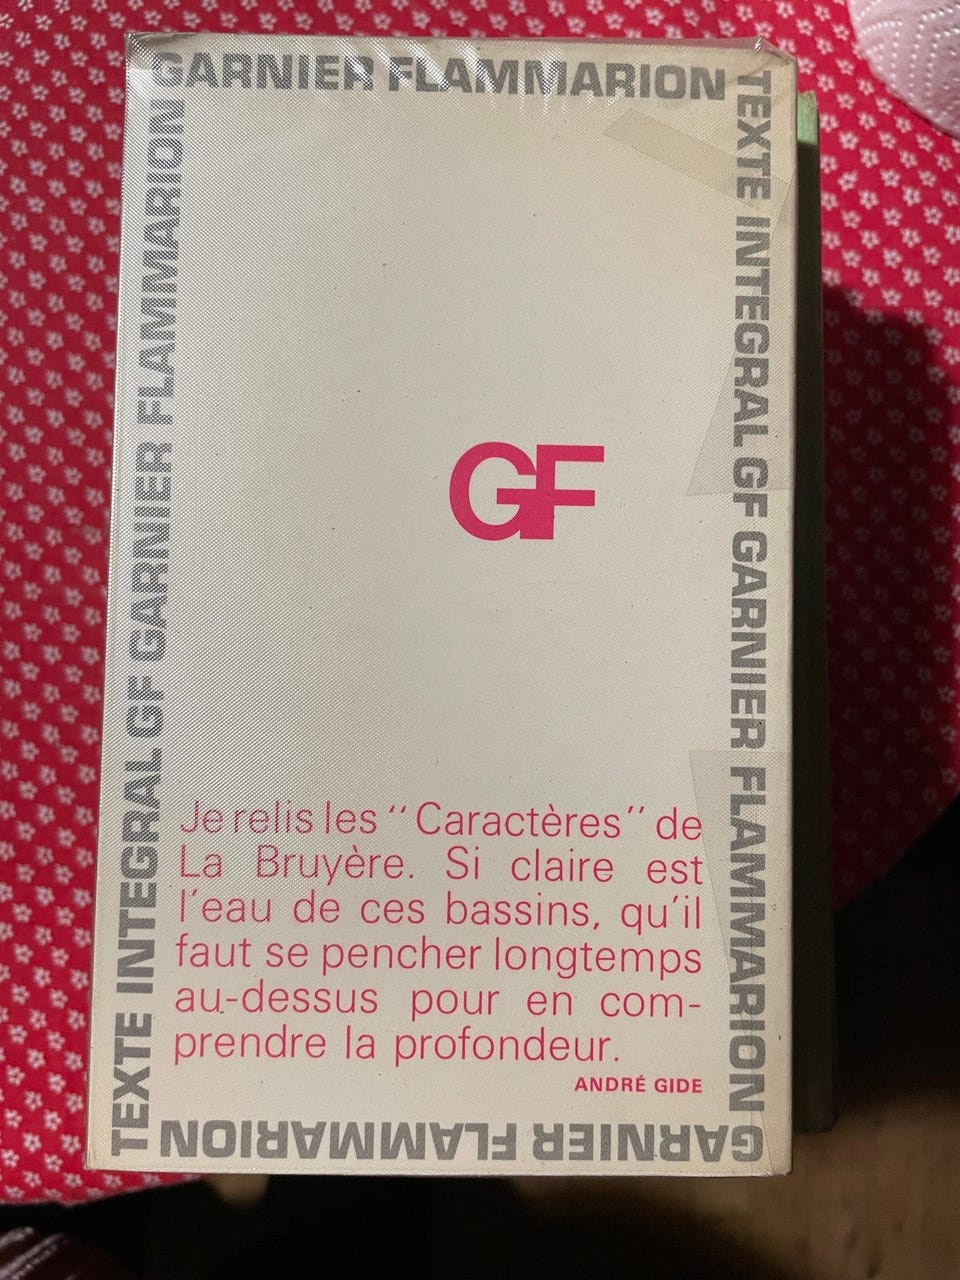 GARNIER FLAMMARION
TEXTE INTEGRAL GF GARNIER FLAMMARION
GF
Je relis les "Caractères" de
La Bruyère. Si claire est
l'eau de ces bassins, qu'il
faut se pencher longtemps
au-dessus pour en com-
prendre la profondeur.
ANDRÉ GIDE
GARNIER FLAMMARION
TEXTE INTEGRAL GF GARNIER FLAMMARION